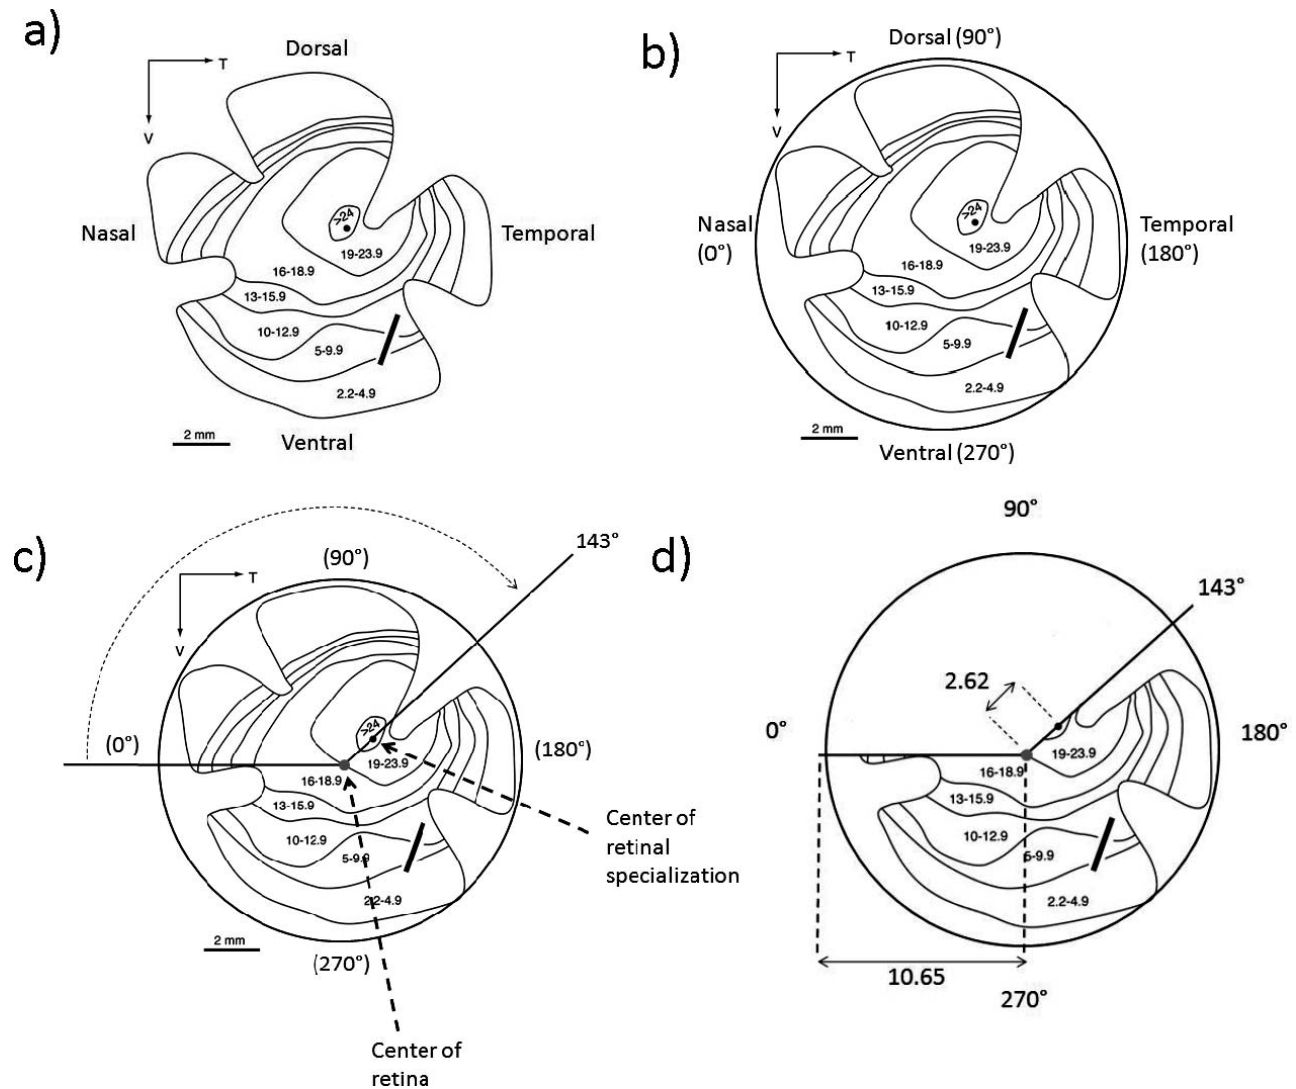 a)
Dorsal
T
V
Nasal
Temporal
>24
19-23.9
16-18.9
13-15.9
10-12.9
5-9.9
2.2-4.9
2 mm
Ventral
b)
Dorsal (90°)
T
V
Nasal
(0°)
Temporal
(180°)
>24
19-23.9
16-18.9
13-15.9
10-12.9
5-9.9
2.2-4.9
2 mm
Ventral (270°)
c)
(90°)
143°
T
V
(0°)
(180°)
>24
19-23.9
16-18.9
13-15.9
10-12.9
5-9.9
2.2-4.9
2 mm
(270°)
Center of
retinal
specialization
Center of
retina
d)
90°
143°
2.62
0°
180°
19-23.9
16-18.9
13-15.9
10-12.9
5-9.9
2.2-4.9
10.65
270°